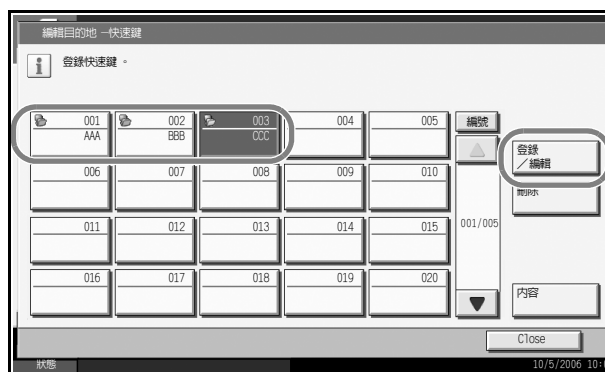 編輯目的地 －快速鍵
登錄快速鍵 。
001 002 003 004 005 編號
AAA BBB CCC
登錄
／編輯
006 007 008 009 010
刪除
011 012 013 014 015 001/005
016 017 018 019 020
內容
Close
狀態 10/5/2006 10: